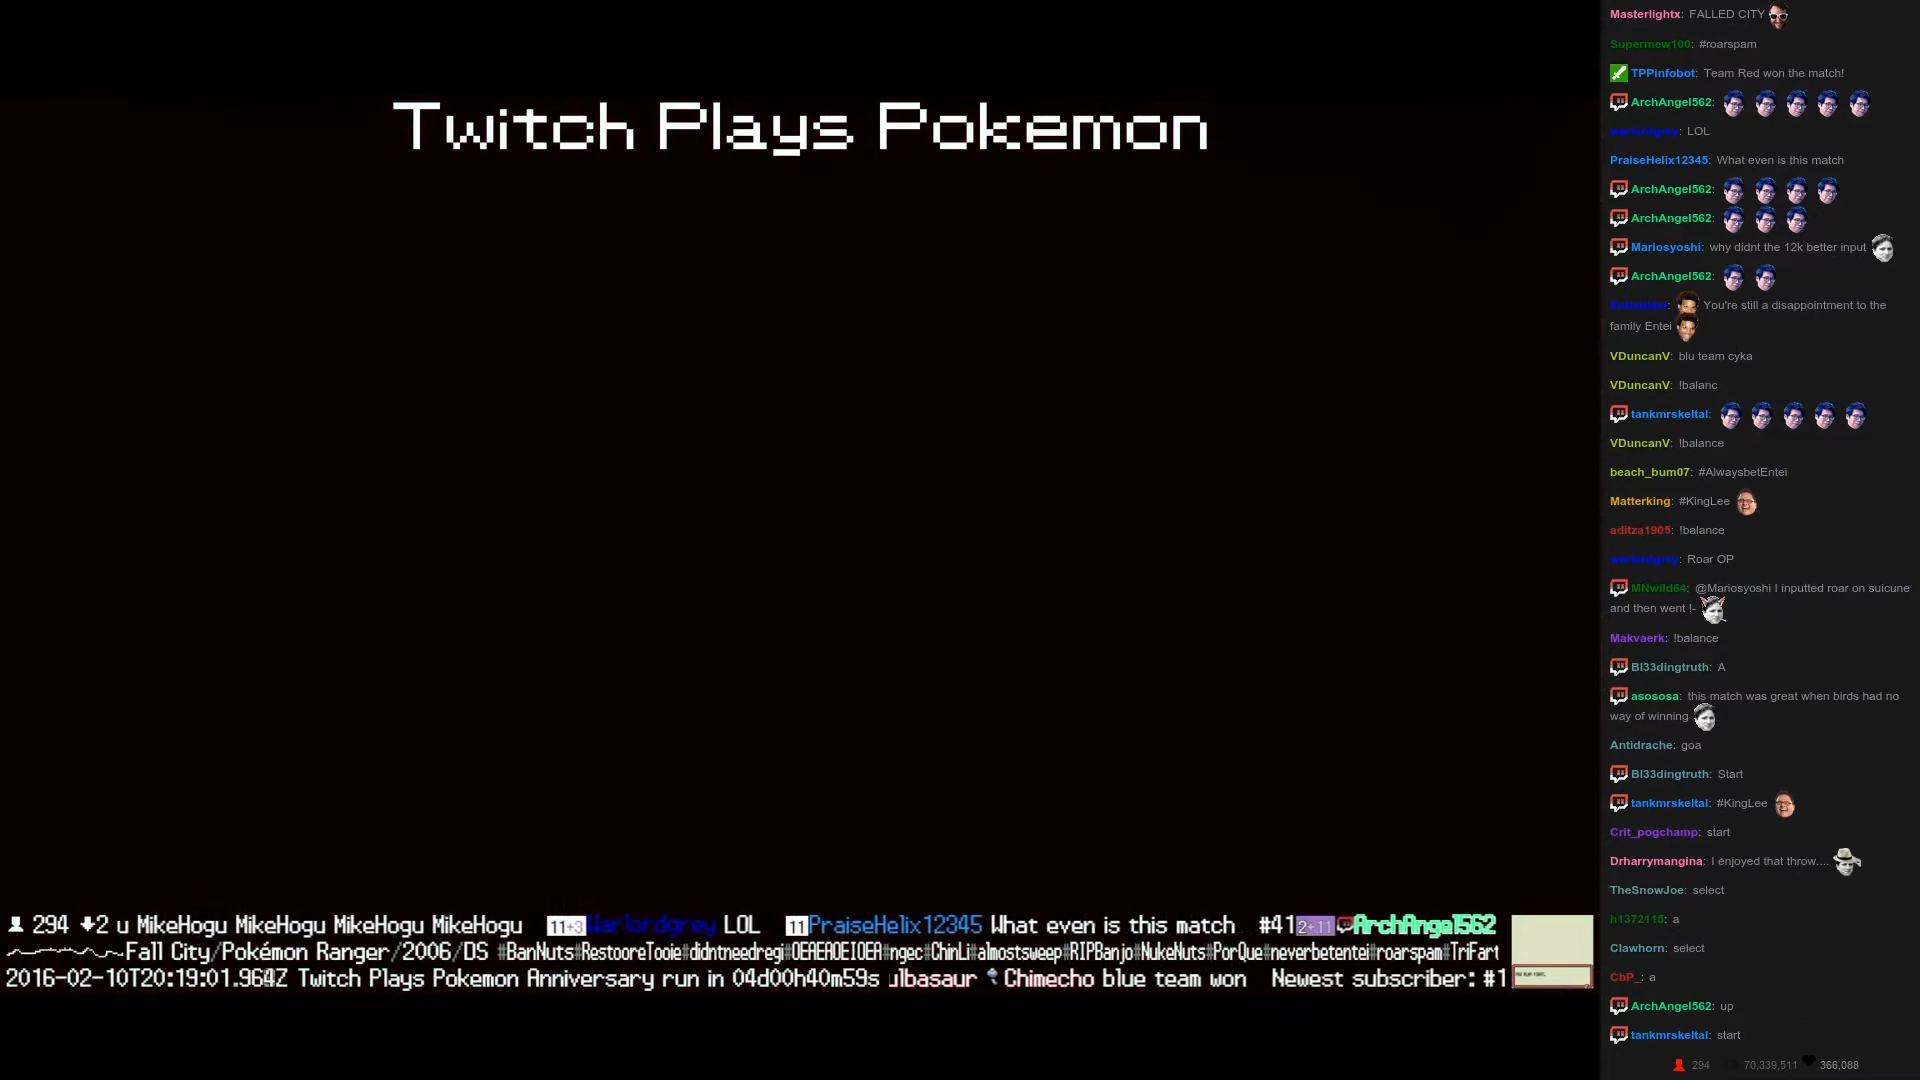 Twitch Plays Pokemon
294 2 u MikeHogu MikeHogu MikeHogu MikeHogu 11+3 Warlordgrey LOL 11 PraiseHelix12345 What even is this match #41 2+11 ArchAngel562
Fall City/Pokémon Ranger/2006/DS #BanNuts#RestooreTooie#didntneedregi#OEAEAOEIOEA#ngec#ChinLi#almostsweep#RIPBanjo#NukeNuts#PorQue#neverbetentei#roarspam#TriFart
2016-02-10T20:19:01.964Z Twitch Plays Pokemon Anniversary run in 04d00h40m59s ulbasaur Chimecho blue team won Newest subscriber: #1
Masterlightx: FALLED CITY
Supermew100: #roarspam
TPPinfobot: Team Red won the match!
ArchAngel562:
warlordgrey: LOL
PraiseHelix12345: What even is this match
ArchAngel562:
ArchAngel562:
Mariosyoshi: why didnt the 12k better input
ArchAngel562:
You're still a disappointment to the
family Entei
VDuncanV: blu team cyka
VDuncanV: !balanc
tankmrskeltal:
VDuncanV: !balance
beach_bum07: #AlwaysbetEntei
Matterking: #KingLee
aditza1905: !balance
warlordgrey: Roar OP
MNwild64: @Mariosyoshi I inputted roar on suicune
and then went !-
Makvaerk: !balance
Bl33dingtruth: A
asososa: this match was great when birds had no
way of winning
Antidrache: goa
Bl33dingtruth: Start
tankmrskeltal: #KingLee
Crit_pogchamp: start
Drharrymangina: I enjoyed that throw....
TheSnowJoe: select
h1372115: a
Clawhorn: select
CbP_: a
ArchAngel562: up
tankmrskeltal: start
294 70,339,511 366,088